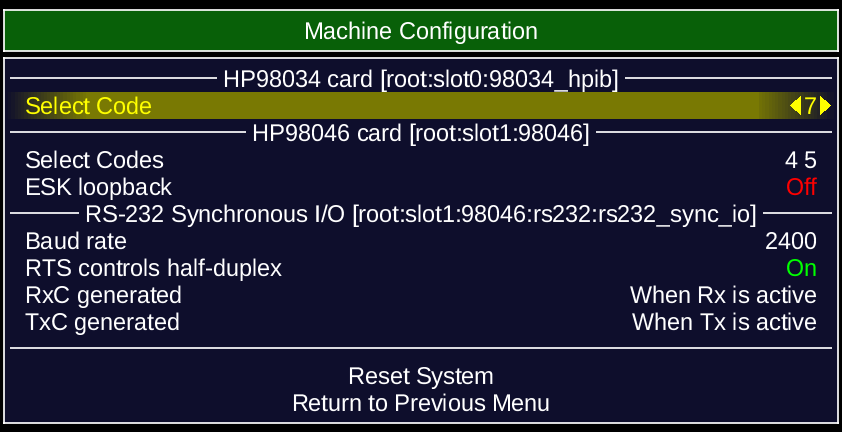 Machine Configuration
HP98034 card [root:slot0:98034_hpib]
Select Code 7
HP98046 card [root:slot1:98046]
Select Codes 4 5
ESK loopback Off
RS-232 Synchronous I/O [root:slot1:98046:rs232:rs232_sync_io]
Baud rate 2400
RTS controls half-duplex On
RxC generated When Rx is active
TxC generated When Tx is active
Reset System
Return to Previous Menu